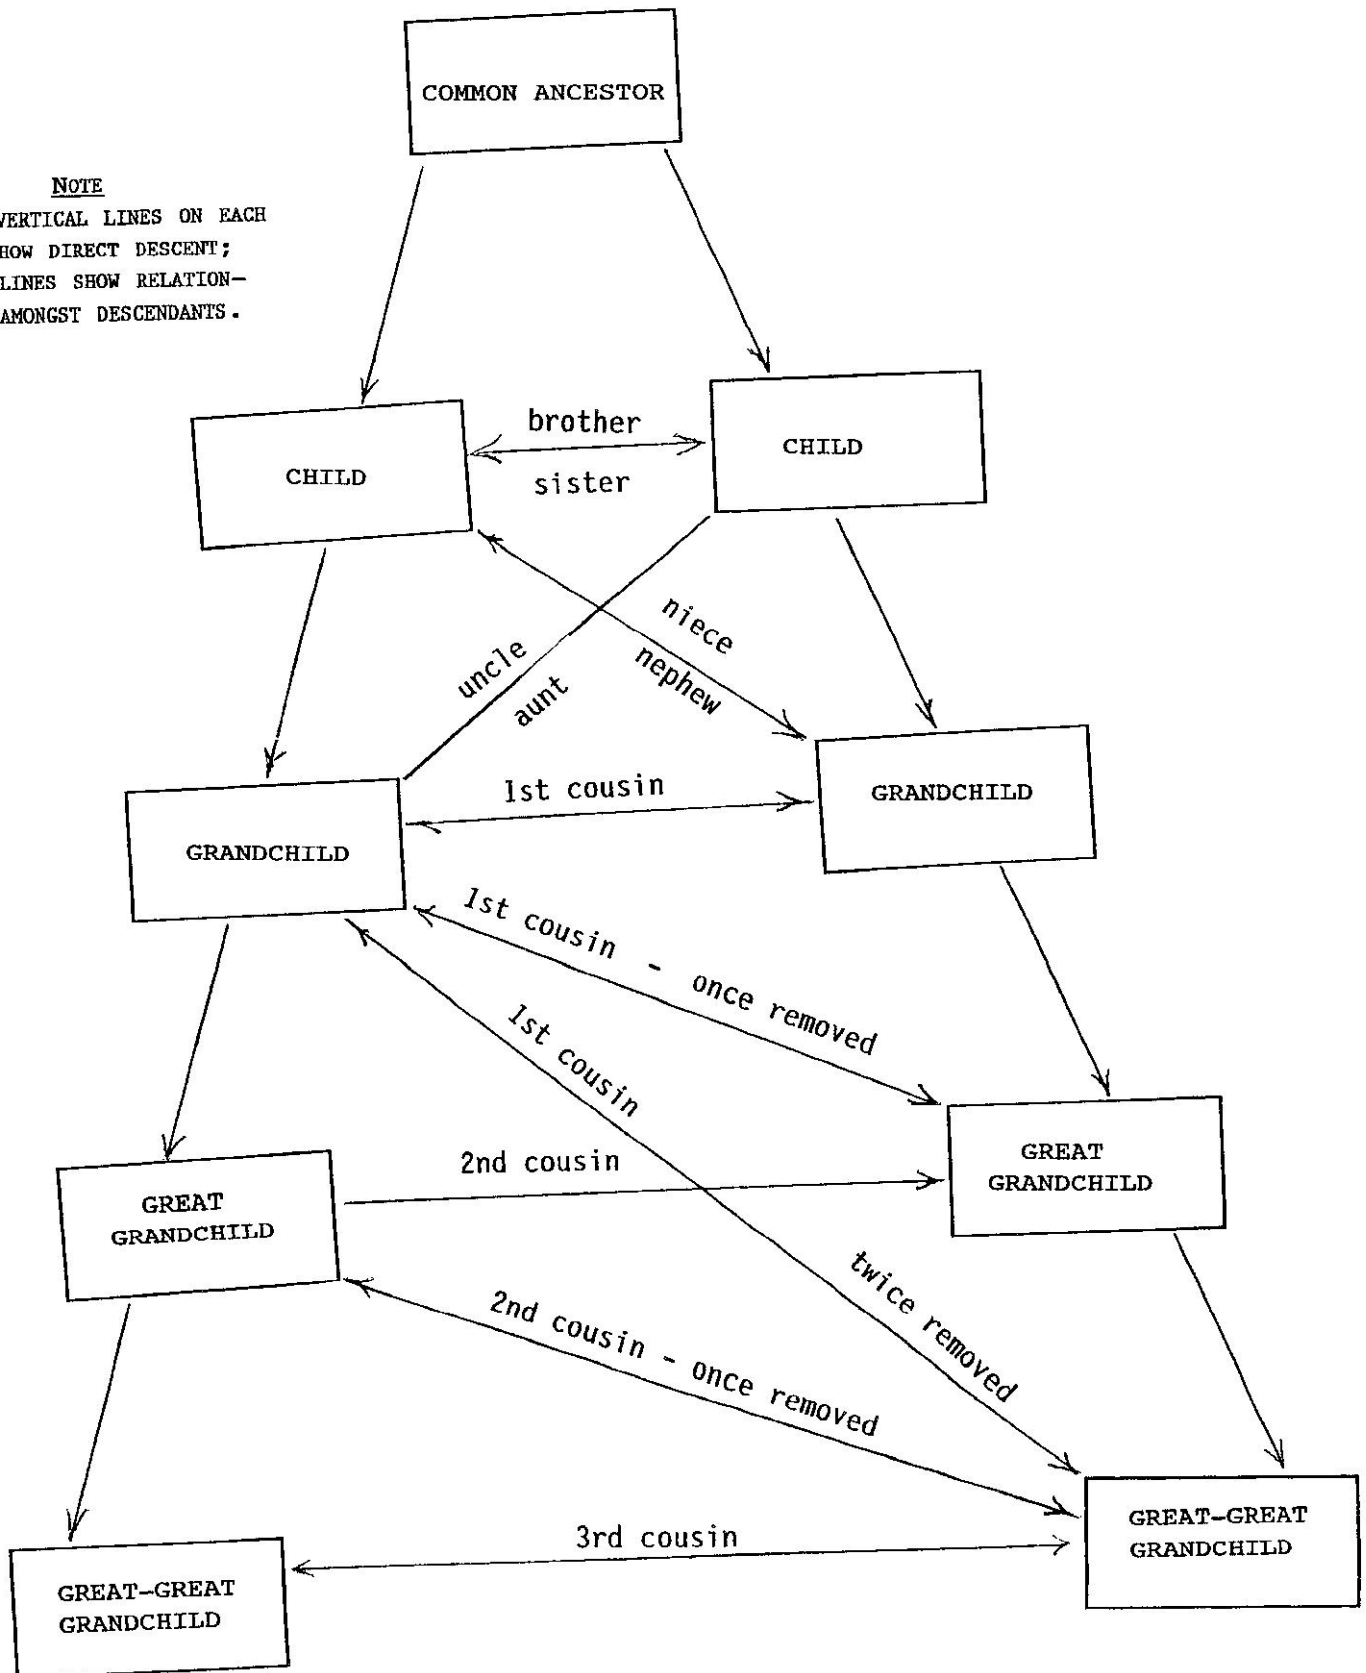 COMMON ANCESTOR
NOTE
VERTICAL LINES ON EACH
HOW DIRECT DESCENT;
LINES SHOW RELATION-
AMONGST DESCENDANTS.
brother
sister
CHILD
CHILD
niece
nephew
uncle
aunt
1st cousin
GRANDCHILD
GRANDCHILD
1st cousin - once removed
1st cousin
twice removed
2nd cousin
GREAT
GRANDCHILD
GREAT
GRANDCHILD
2nd cousin - once removed
3rd cousin
GREAT-GREAT
GRANDCHILD
GREAT-GREAT
GRANDCHILD